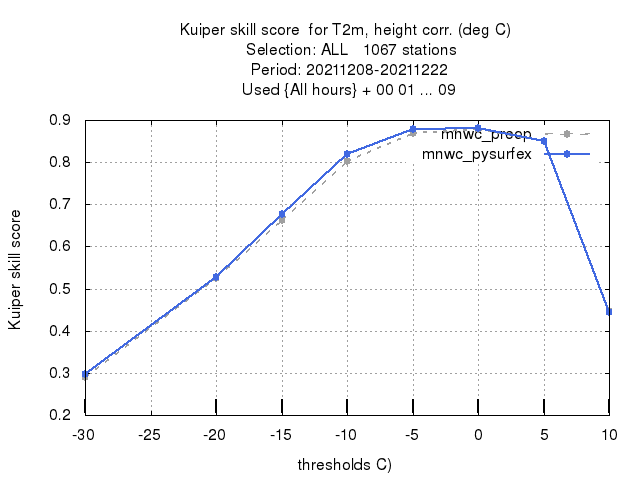 Kuiper skill score  for T2m, height corr. (deg C)
Selection: ALL   1067 stations
Period: 20211208-20211222
Used {All hours} + 00 01 ... 09
mnwc_preop
mnwc_pysurfex
Kuiper skill score
0.9
0.8
0.7
0.6
0.5
0.4
0.3
0.2
-30 -25 -20 -15 -10 -5 0 5 10
thresholds C)